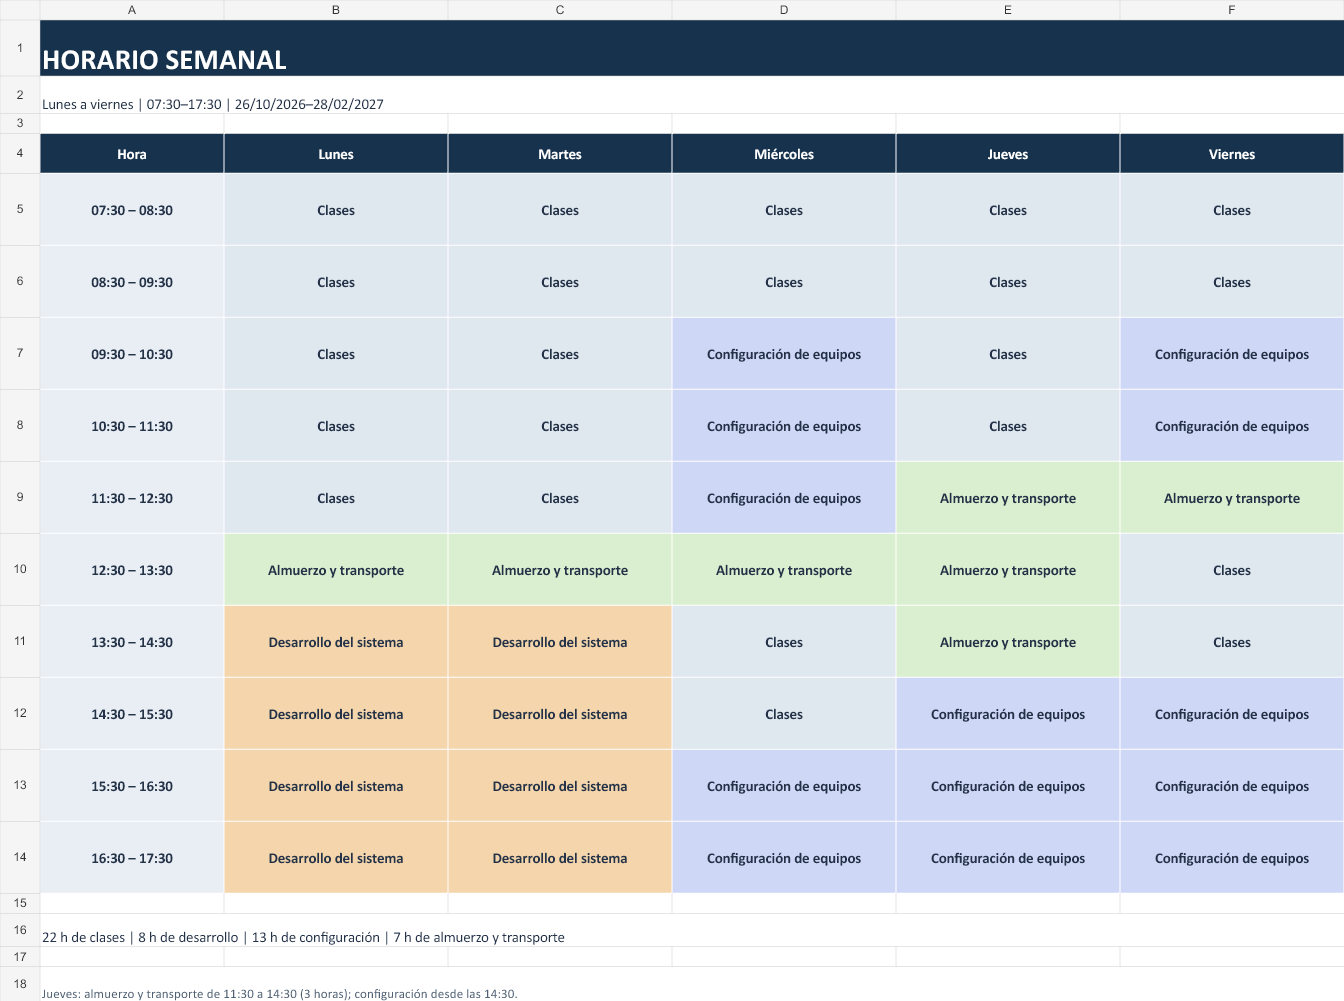 A B C D E F
1 HORARIO SEMANAL
2 Lunes a viernes | 07:30–17:30 | 26/10/2026–28/02/2027
3
4 Hora Lunes Martes Miércoles Jueves Viernes
5 07:30 – 08:30 Clases Clases Clases Clases Clases
6 08:30 – 09:30 Clases Clases Clases Clases Clases
7 09:30 – 10:30 Clases Clases Configuración de equipos Clases Configuración de equipos
8 10:30 – 11:30 Clases Clases Configuración de equipos Clases Configuración de equipos
9 11:30 – 12:30 Clases Clases Configuración de equipos Almuerzo y transporte Almuerzo y transporte
10 12:30 – 13:30 Almuerzo y transporte Almuerzo y transporte Almuerzo y transporte Almuerzo y transporte Clases
11 13:30 – 14:30 Desarrollo del sistema Desarrollo del sistema Clases Almuerzo y transporte Clases
12 14:30 – 15:30 Desarrollo del sistema Desarrollo del sistema Clases Configuración de equipos Configuración de equipos
13 15:30 – 16:30 Desarrollo del sistema Desarrollo del sistema Configuración de equipos Configuración de equipos Configuración de equipos
14 16:30 – 17:30 Desarrollo del sistema Desarrollo del sistema Configuración de equipos Configuración de equipos Configuración de equipos
15
16 22 h de clases | 8 h de desarrollo | 13 h de configuración | 7 h de almuerzo y transporte
17
18 Jueves: almuerzo y transporte de 11:30 a 14:30 (3 horas); configuración desde las 14:30.